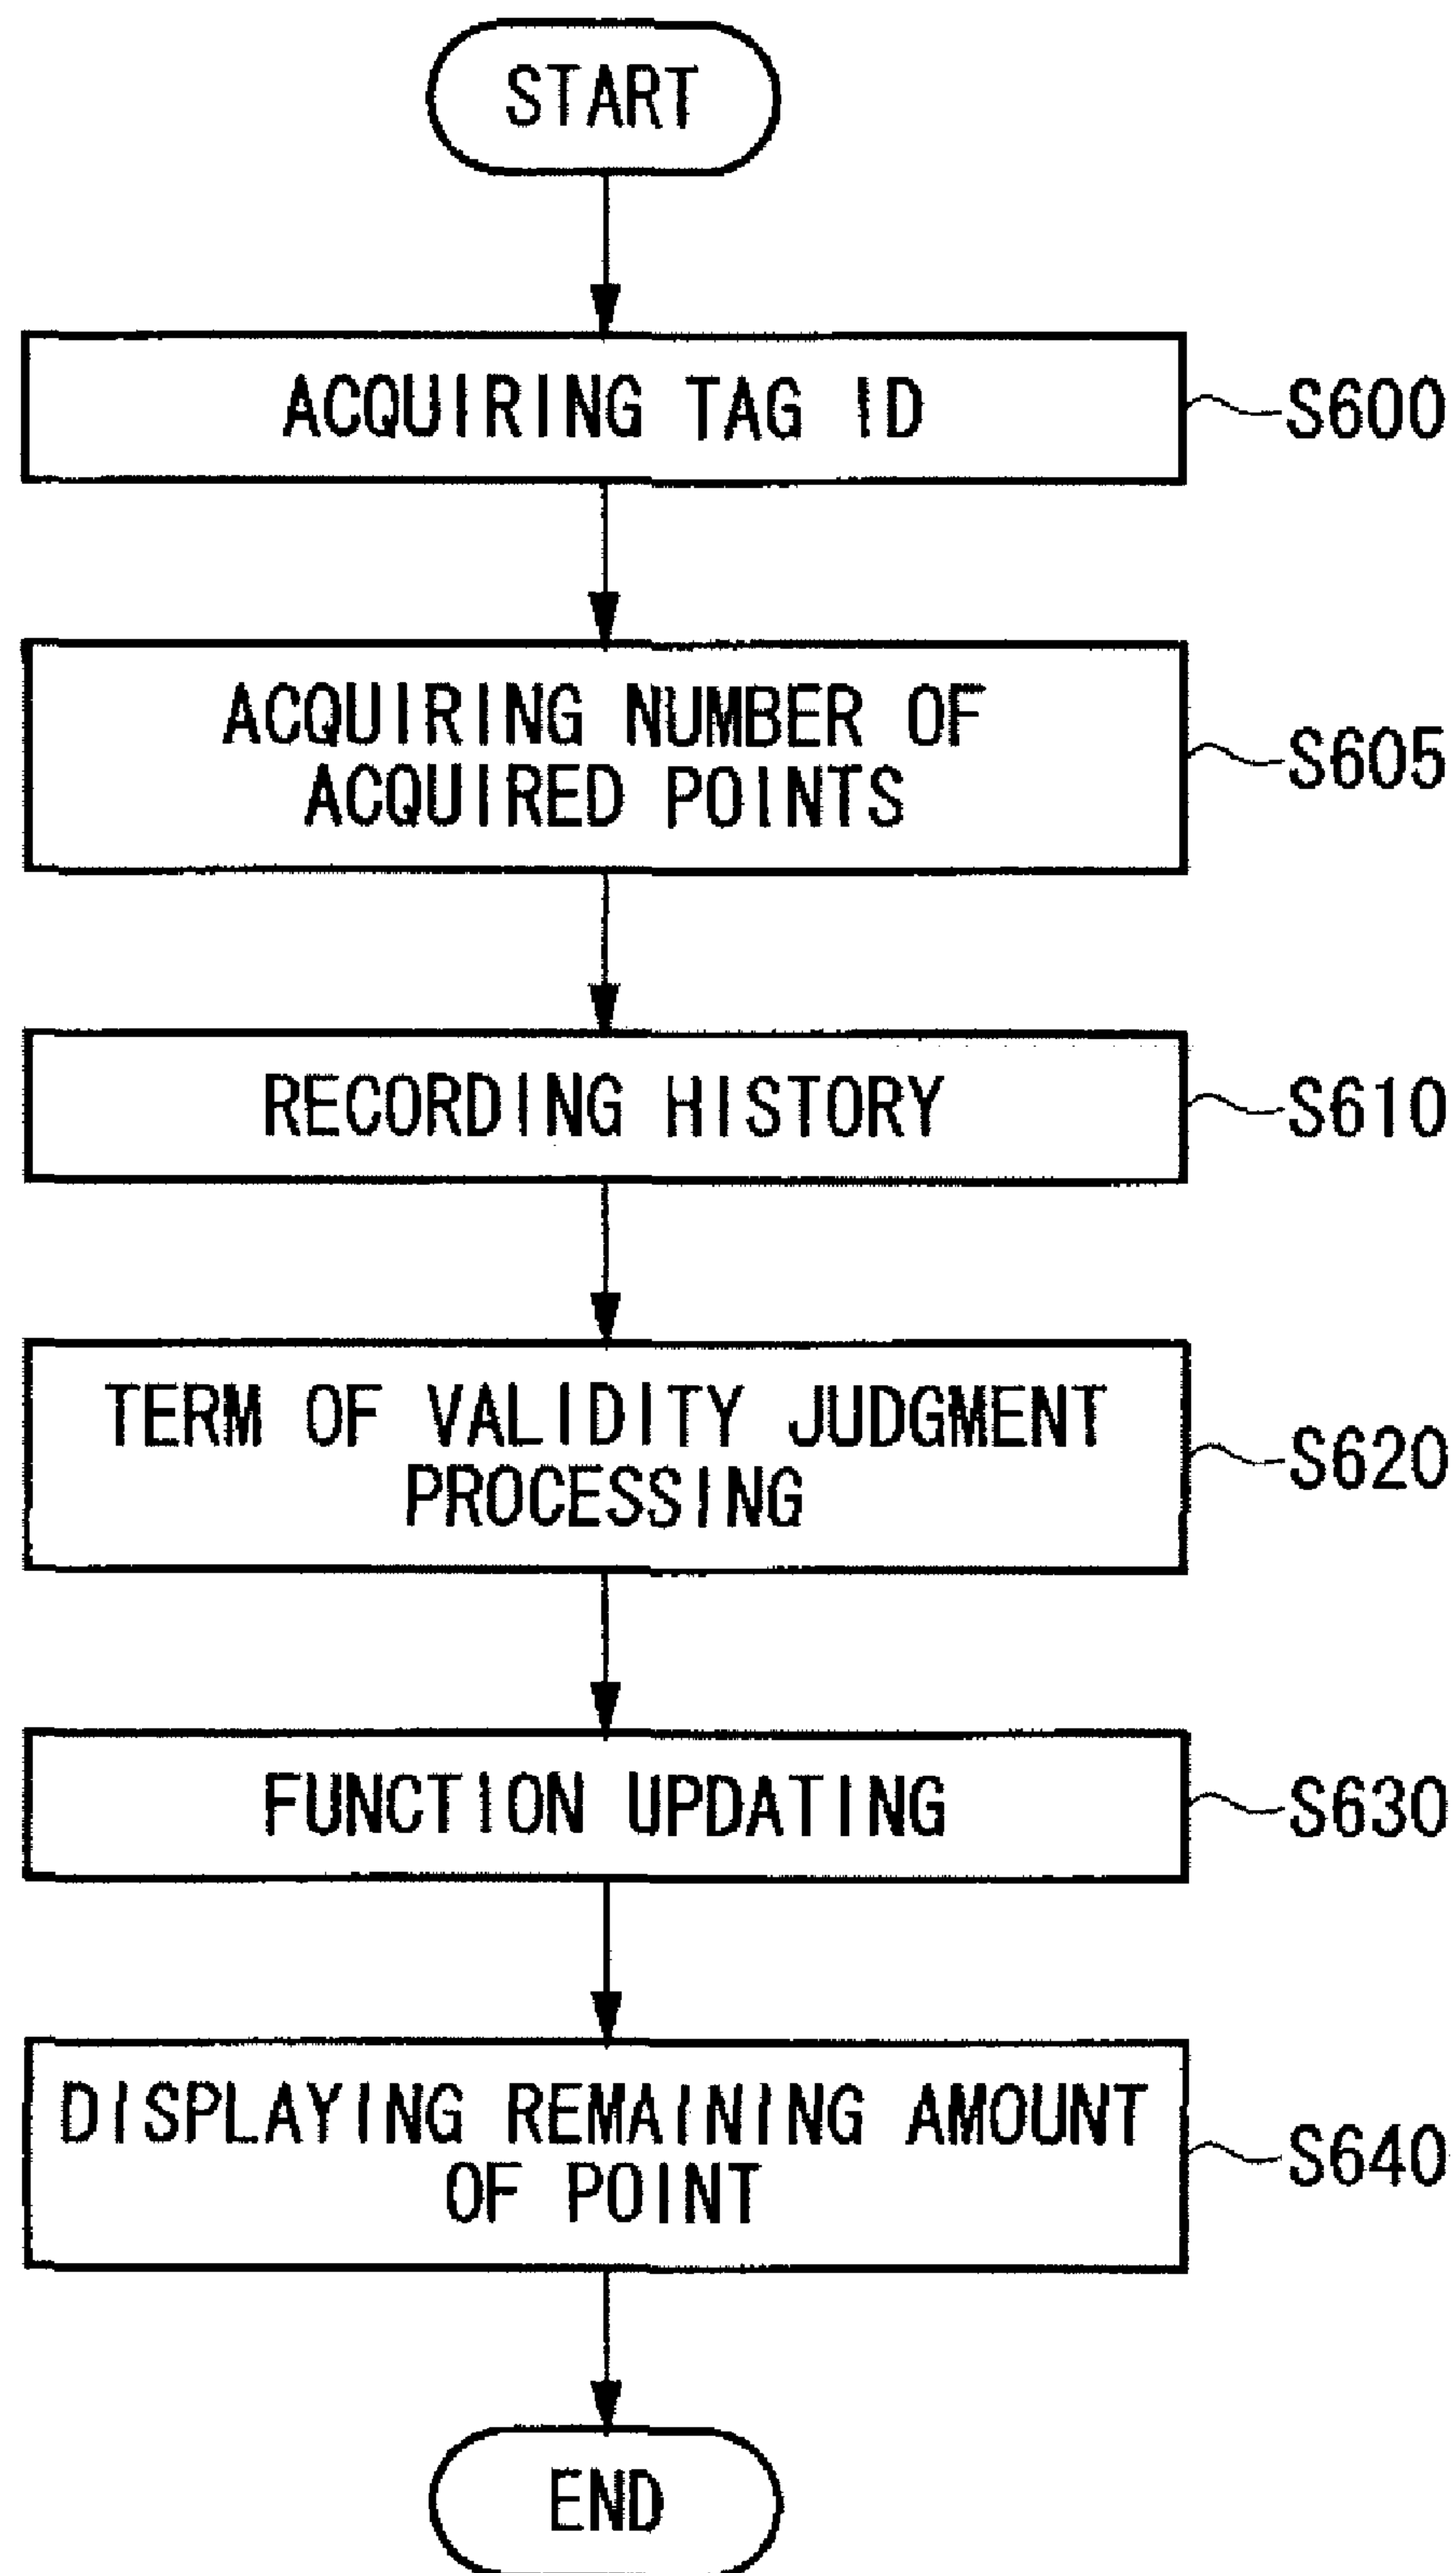 START
ACQUIRING TAG ID
S600
ACQUIRING NUMBER OF
ACQUIRED POINTS
S605
RECORDING HISTORY
S610
TERM OF VALIDITY JUDGMENT
PROCESSING
S620
FUNCTION UPDATING
S630
DISPLAYING REMAINING AMOUNT
OF POINT
S640
END